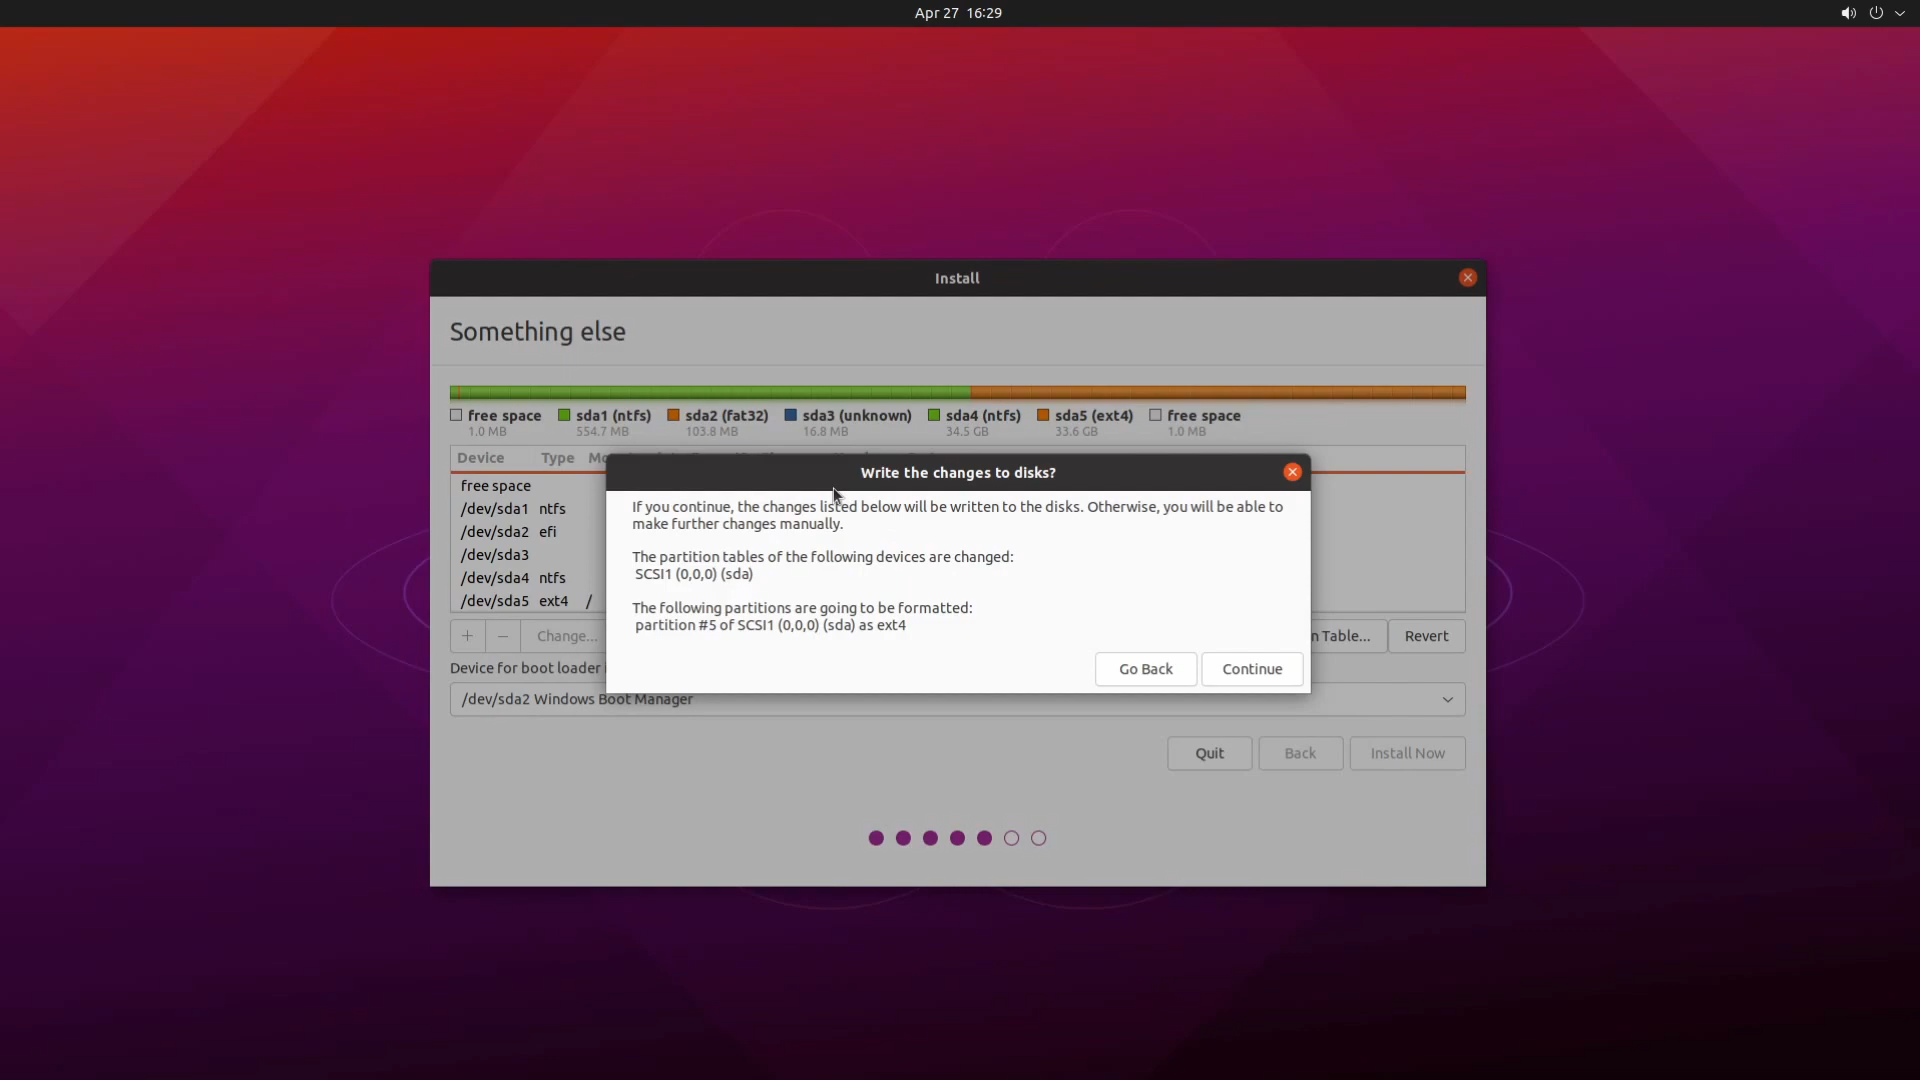 Apr 27 16:29
Install
Something else
free space sda1 (ntfs) sda2 (fat32) sda3 (unknown) sda4 (ntfs) sda5 (ext4) free space
1.0 MB 554.7 MB 103.8 MB 16.8 MB 34.5 GB 33.6 GB 1.0 MB
Device Type
Write the changes to disks?
free space
/dev/sda1 ntfs
/dev/sda2 efi
/dev/sda3
/dev/sda4 ntfs
/dev/sda5 ext4 /
If you continue, the changes listed below will be written to the disks. Otherwise, you will be able to
make further changes manually.
The partition tables of the following devices are changed:
SCSI1 (0,0,0) (sda)
The following partitions are going to be formatted:
partition #5 of SCSI1 (0,0,0) (sda) as ext4
+ − Change... n Table... Revert
Go Back Continue
Device for boot loader
/dev/sda2 Windows Boot Manager
Quit Back Install Now